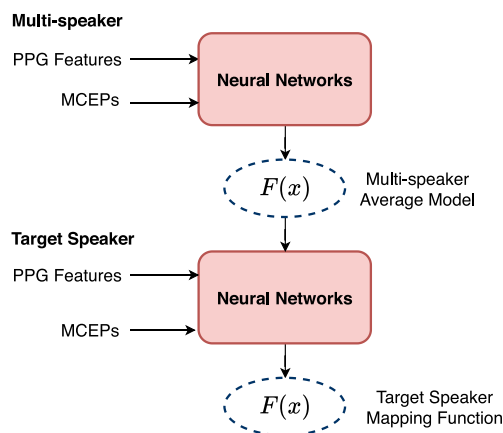 Multi-speaker
PPG Features
MCEPs
Neural Networks
F(x)
Multi-speaker
Average Model
Target Speaker
PPG Features
MCEPs
Neural Networks
F(x)
Target Speaker
Mapping Function